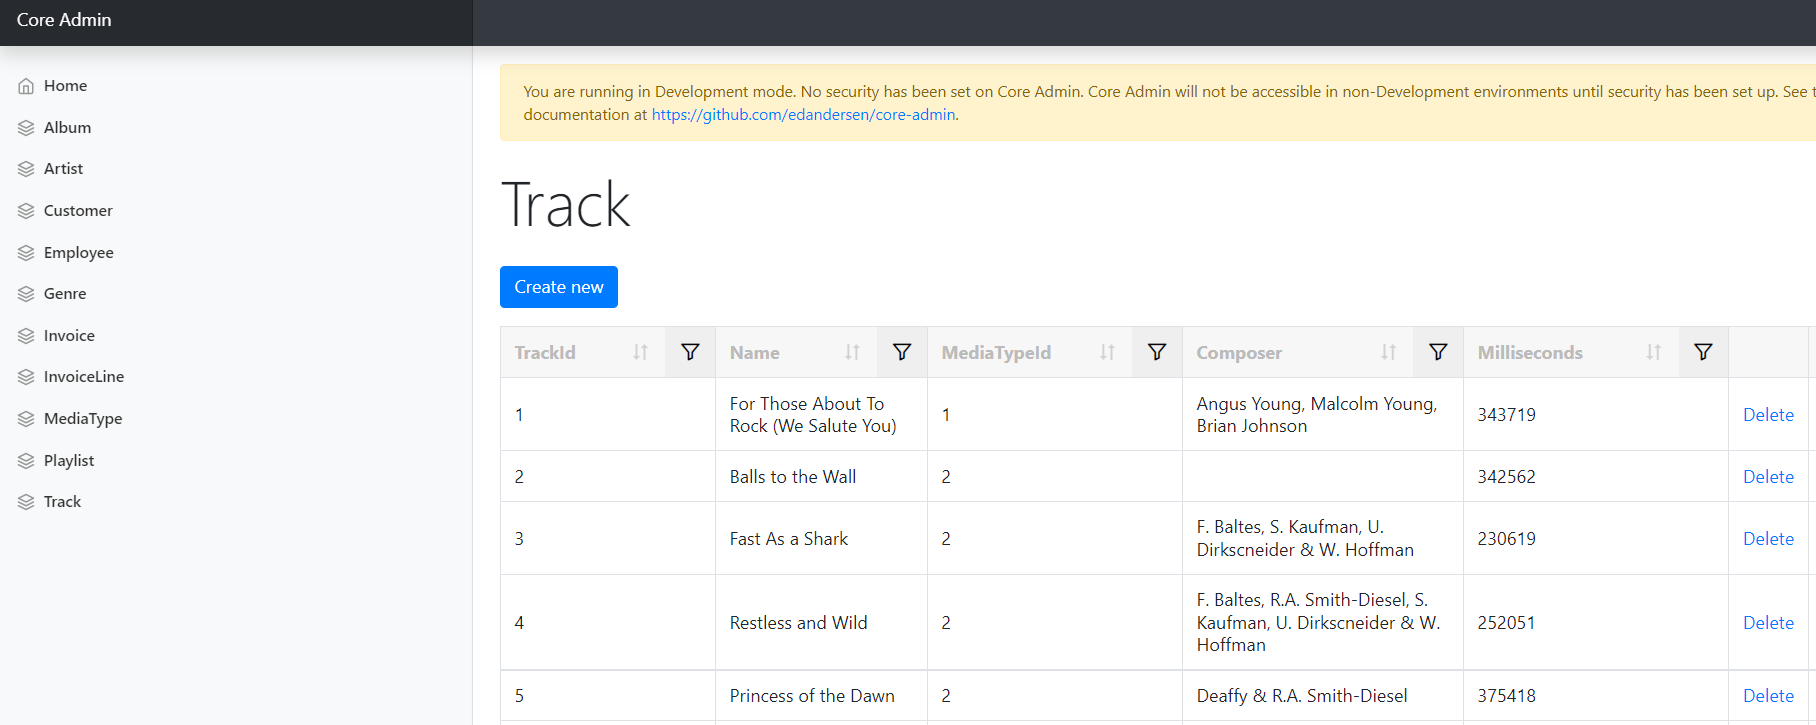 Core Admin
Home
Album
Artist
Customer
Employee
Genre
Invoice
InvoiceLine
MediaType
Playlist
Track
You are running in Development mode. No security has been set on Core Admin. Core Admin will not be accessible in non-Development environments until security has been set up. See
documentation at https://github.com/edandersen/core-admin.
Track
Create new
TrackId Name MediaTypeId Composer Milliseconds
1 For Those About To Rock (We Salute You) 1 Angus Young, Malcolm Young, Brian Johnson 343719 Delete
2 Balls to the Wall 2 342562 Delete
3 Fast As a Shark 2 F. Baltes, S. Kaufman, U. Dirkscneider & W. Hoffman 230619 Delete
4 Restless and Wild 2 F. Baltes, R.A. Smith-Diesel, S. Kaufman, U. Dirkscneider & W. Hoffman 252051 Delete
5 Princess of the Dawn 2 Deaffy & R.A. Smith-Diesel 375418 Delete